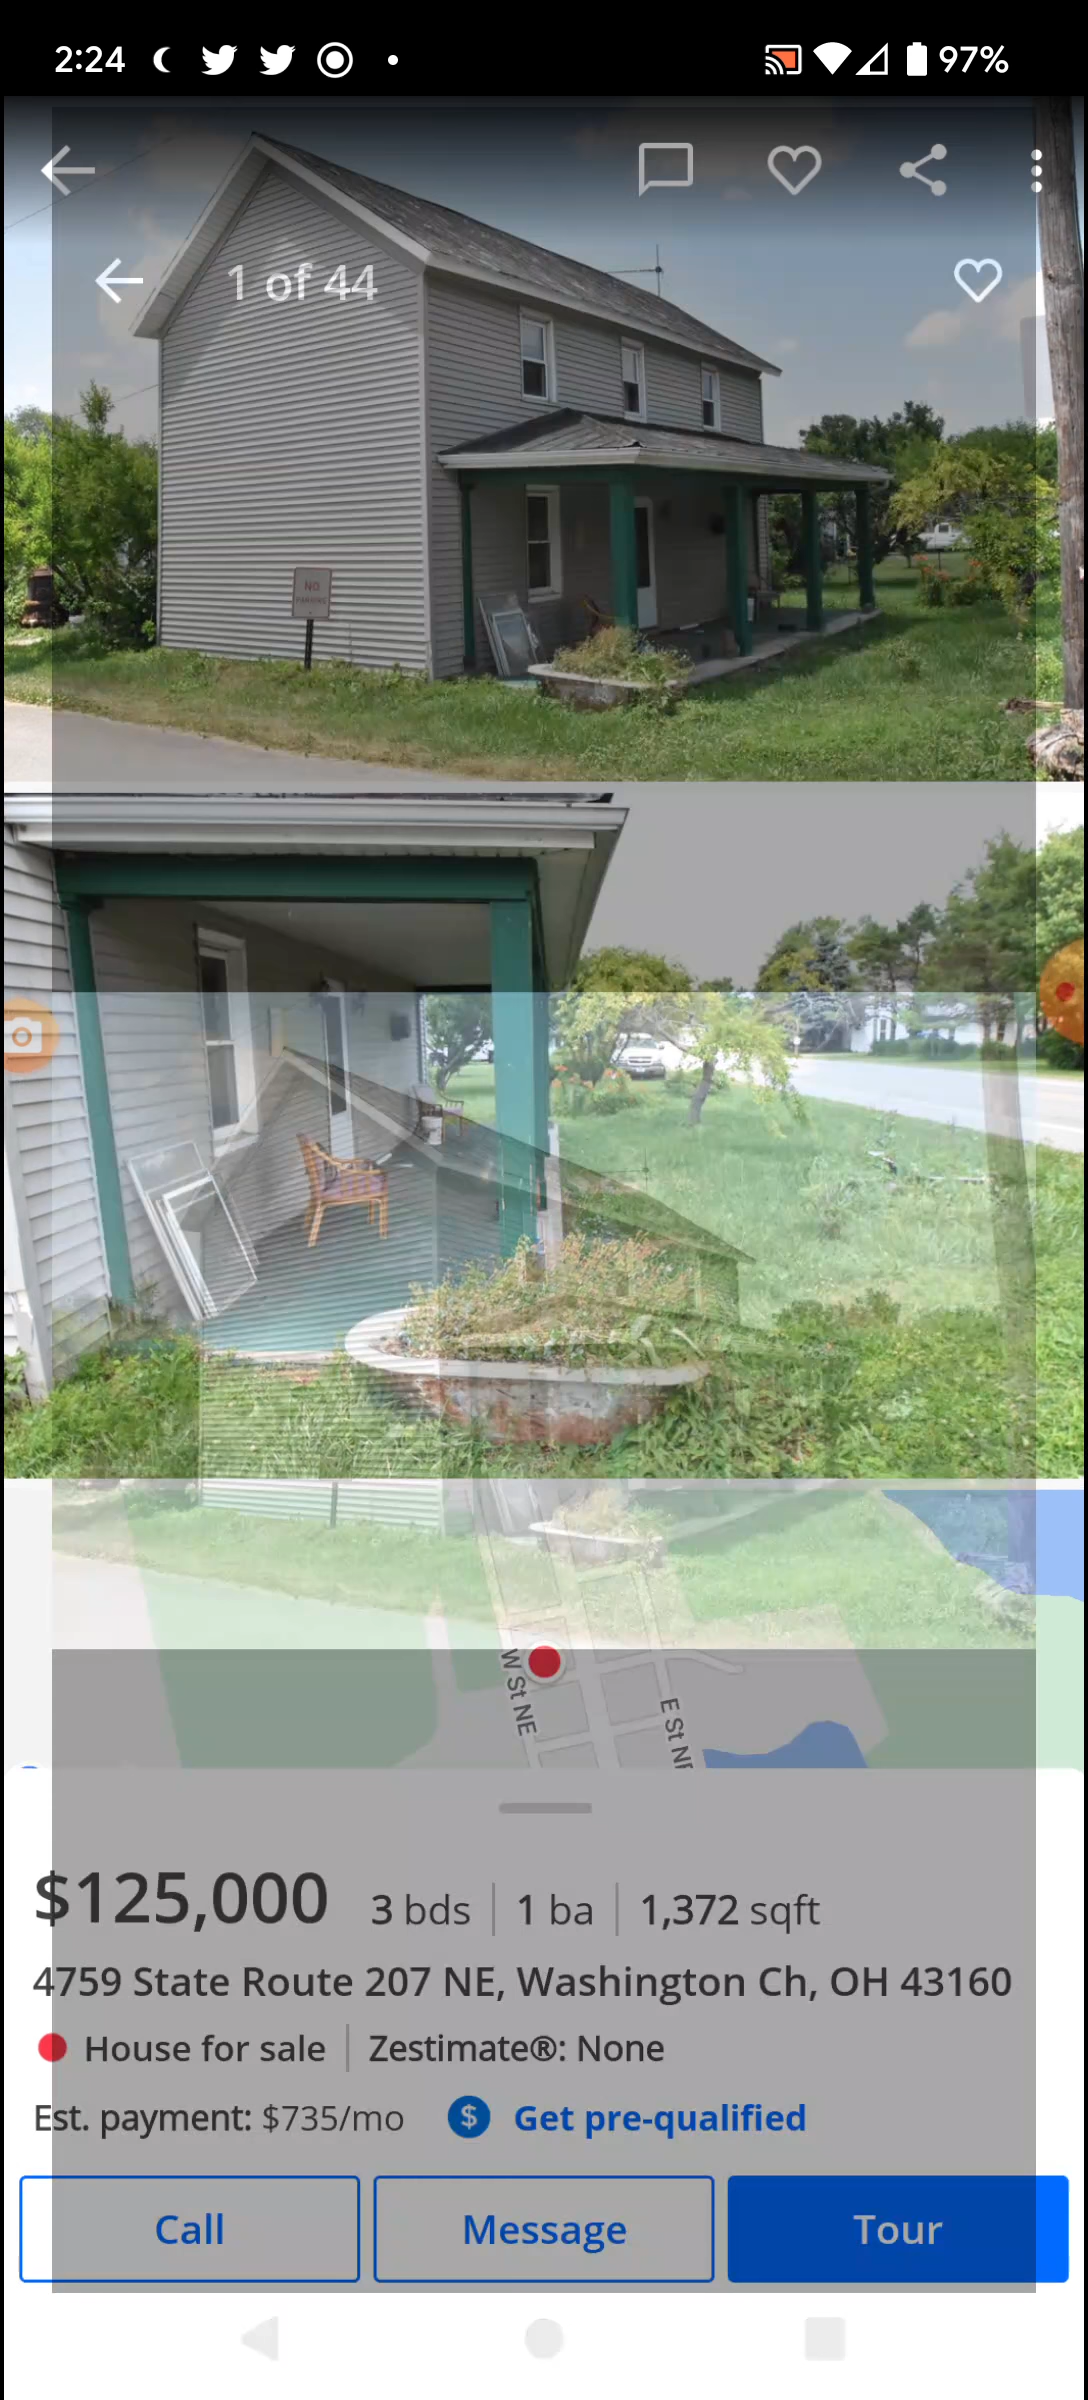 2:24
97%
1 of 44
NO
PARKING
W St NE
E St NE
$125,000 3 bds 1 ba 1,372 sqft
4759 State Route 207 NE, Washington Ch, OH 43160
House for sale Zestimate®: None
Est. payment: $735/mo $ Get pre-qualified
Call Message Tour